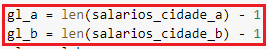 gl_a = len(salarios_cidade_a) - 1
gl_b = len(salarios_cidade_b) - 1